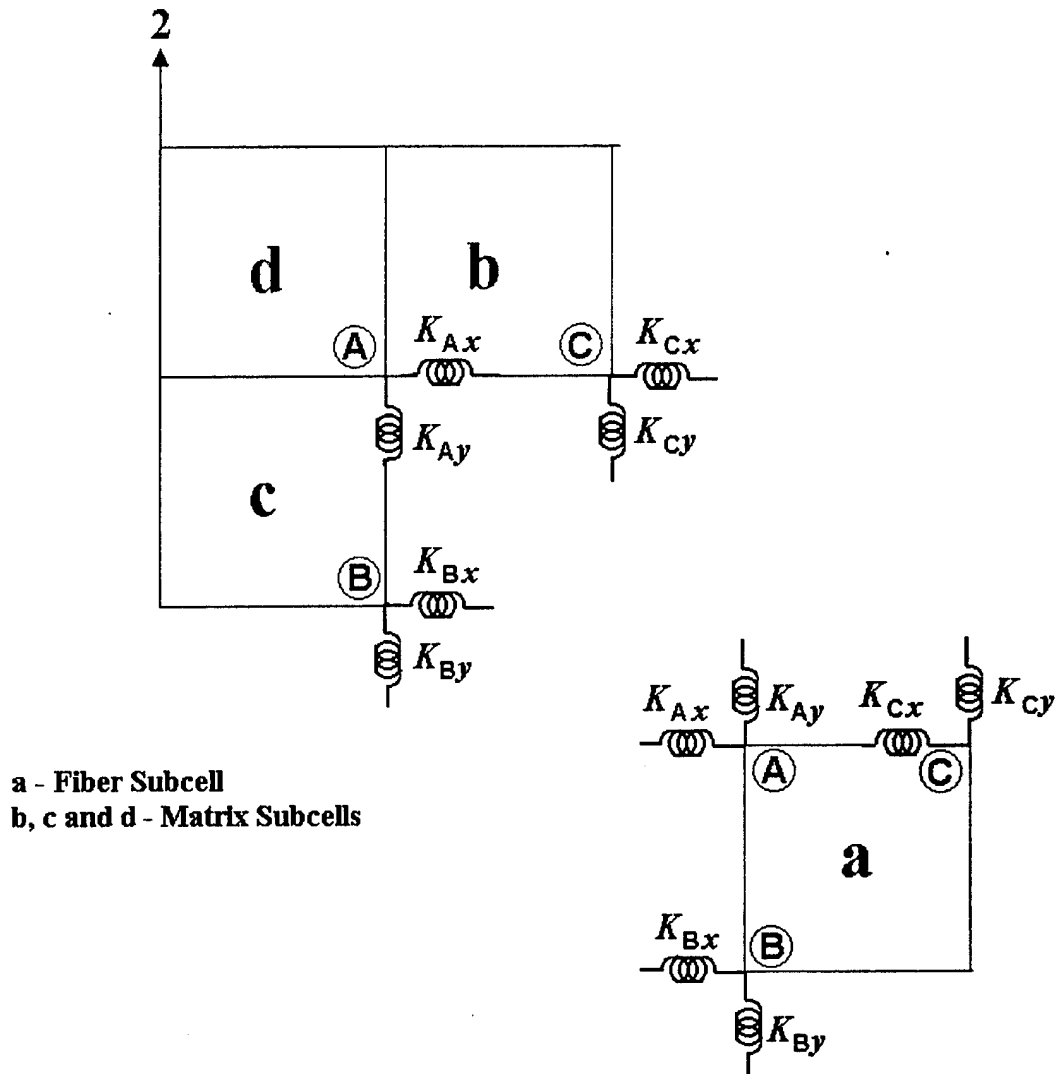 2
d
b
A
K_Ax
C
K_Cx
K_Ay
K_Cy
c
B
K_Bx
K_By
K_Ax
K_Ay
K_Cx
K_Cy
A
C
a - Fiber Subcell
b, c and d - Matrix Subcells
a
K_Bx
B
K_By